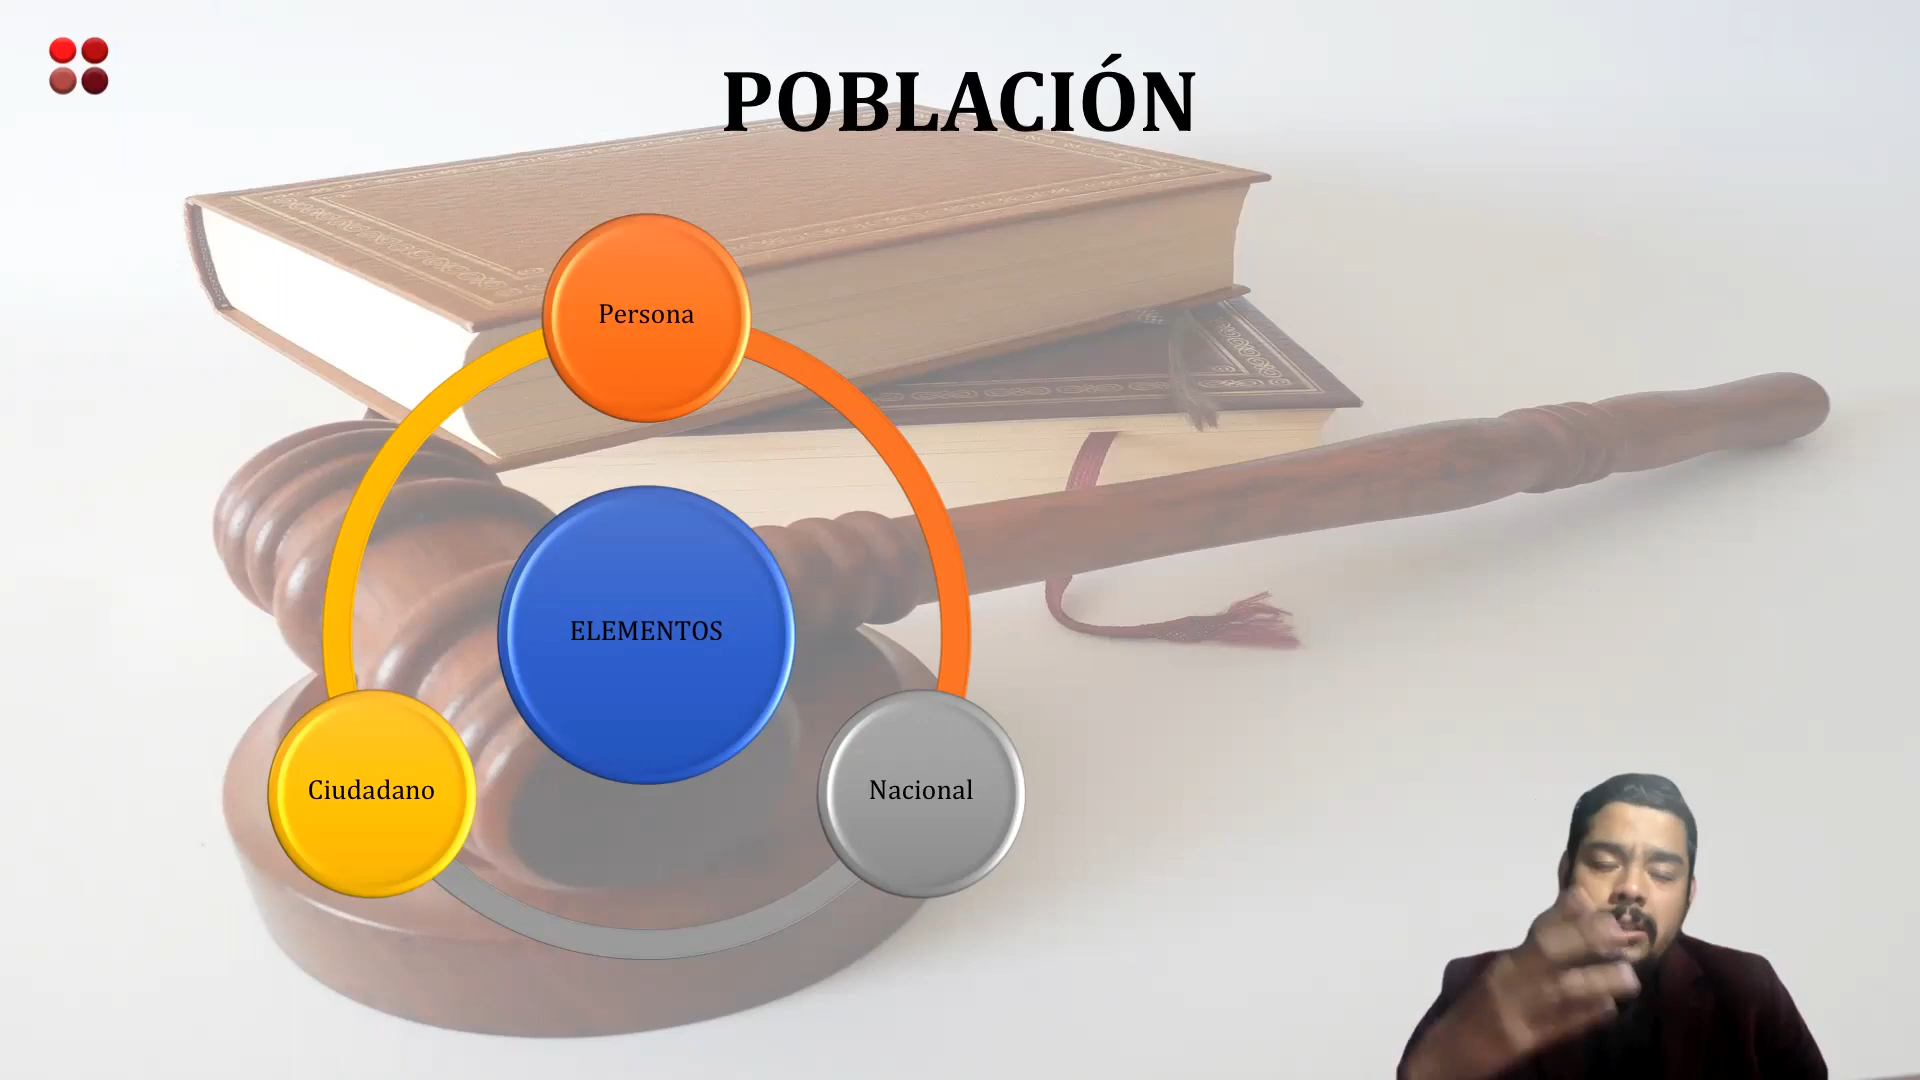 POBLACIÓN
Persona
ELEMENTOS
Ciudadano
Nacional